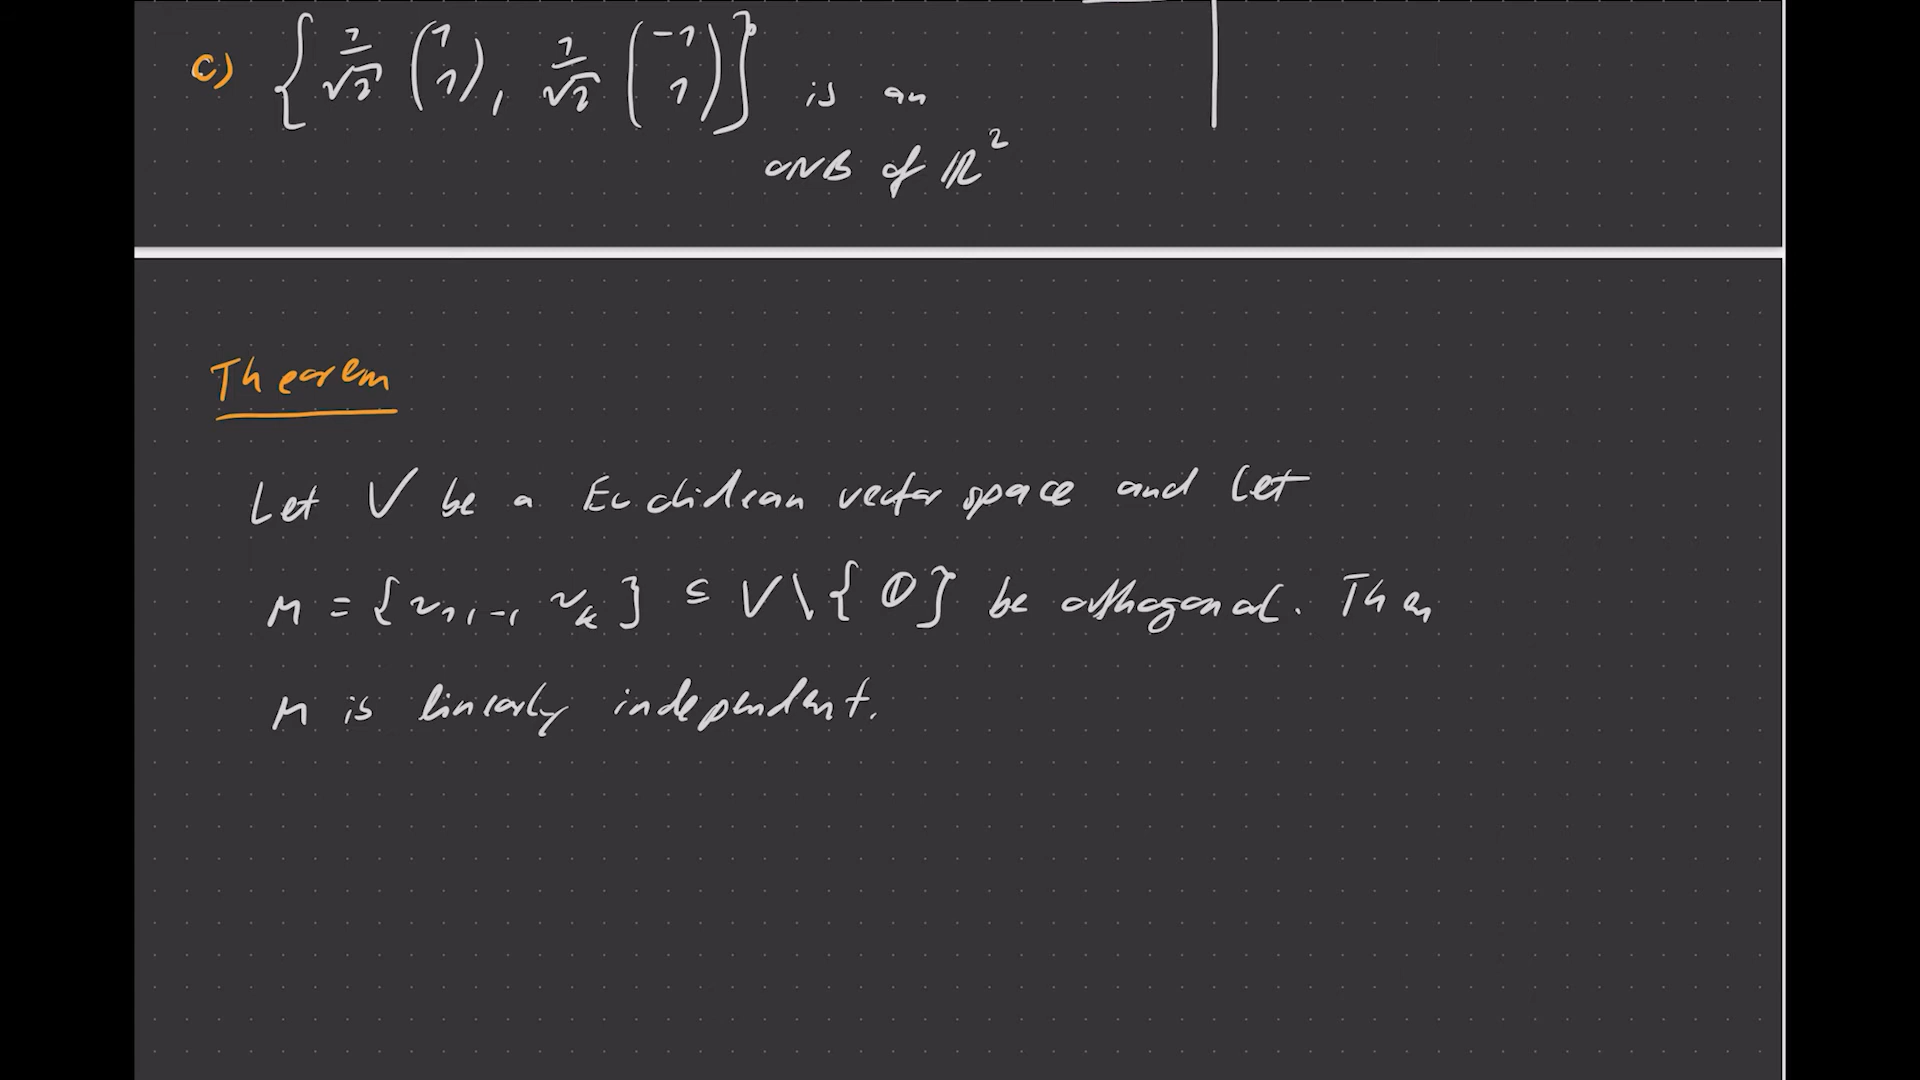 c) { 1/√2 (1 1), 1/√2 (-1 1) } is an
ONB of ℝ²
Theorem
Let V be a Euclidean vector space and let
M = {v₁,-, vₖ} ⊆ V \ {𝟘} be orthogonal. Then
M is linearly independent.